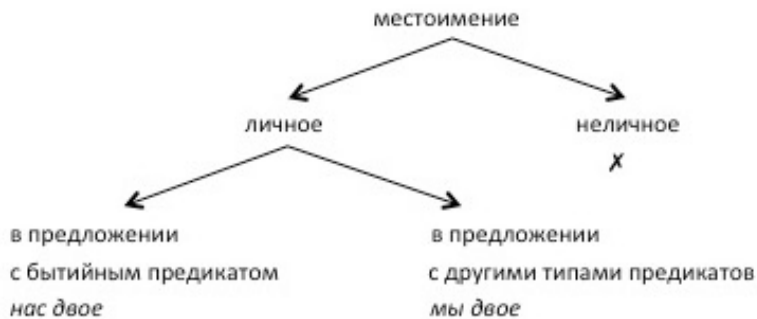 местоимение
личное
неличное
✗
в предложении
с бытийным предикатом
нас двое
в предложении
с другими типами предикатов
мы двое